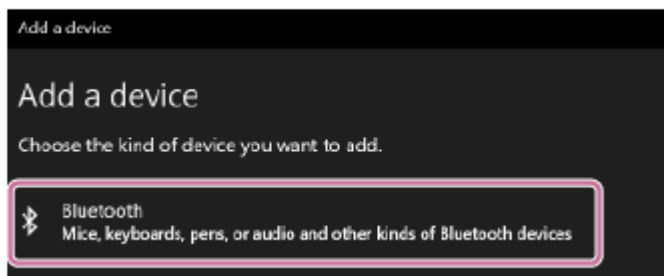 Add a device
Add a device
Choose the kind of device you want to add.
Bluetooth
Mice, keyboards, pens, or audio and other kinds of Bluetooth devices